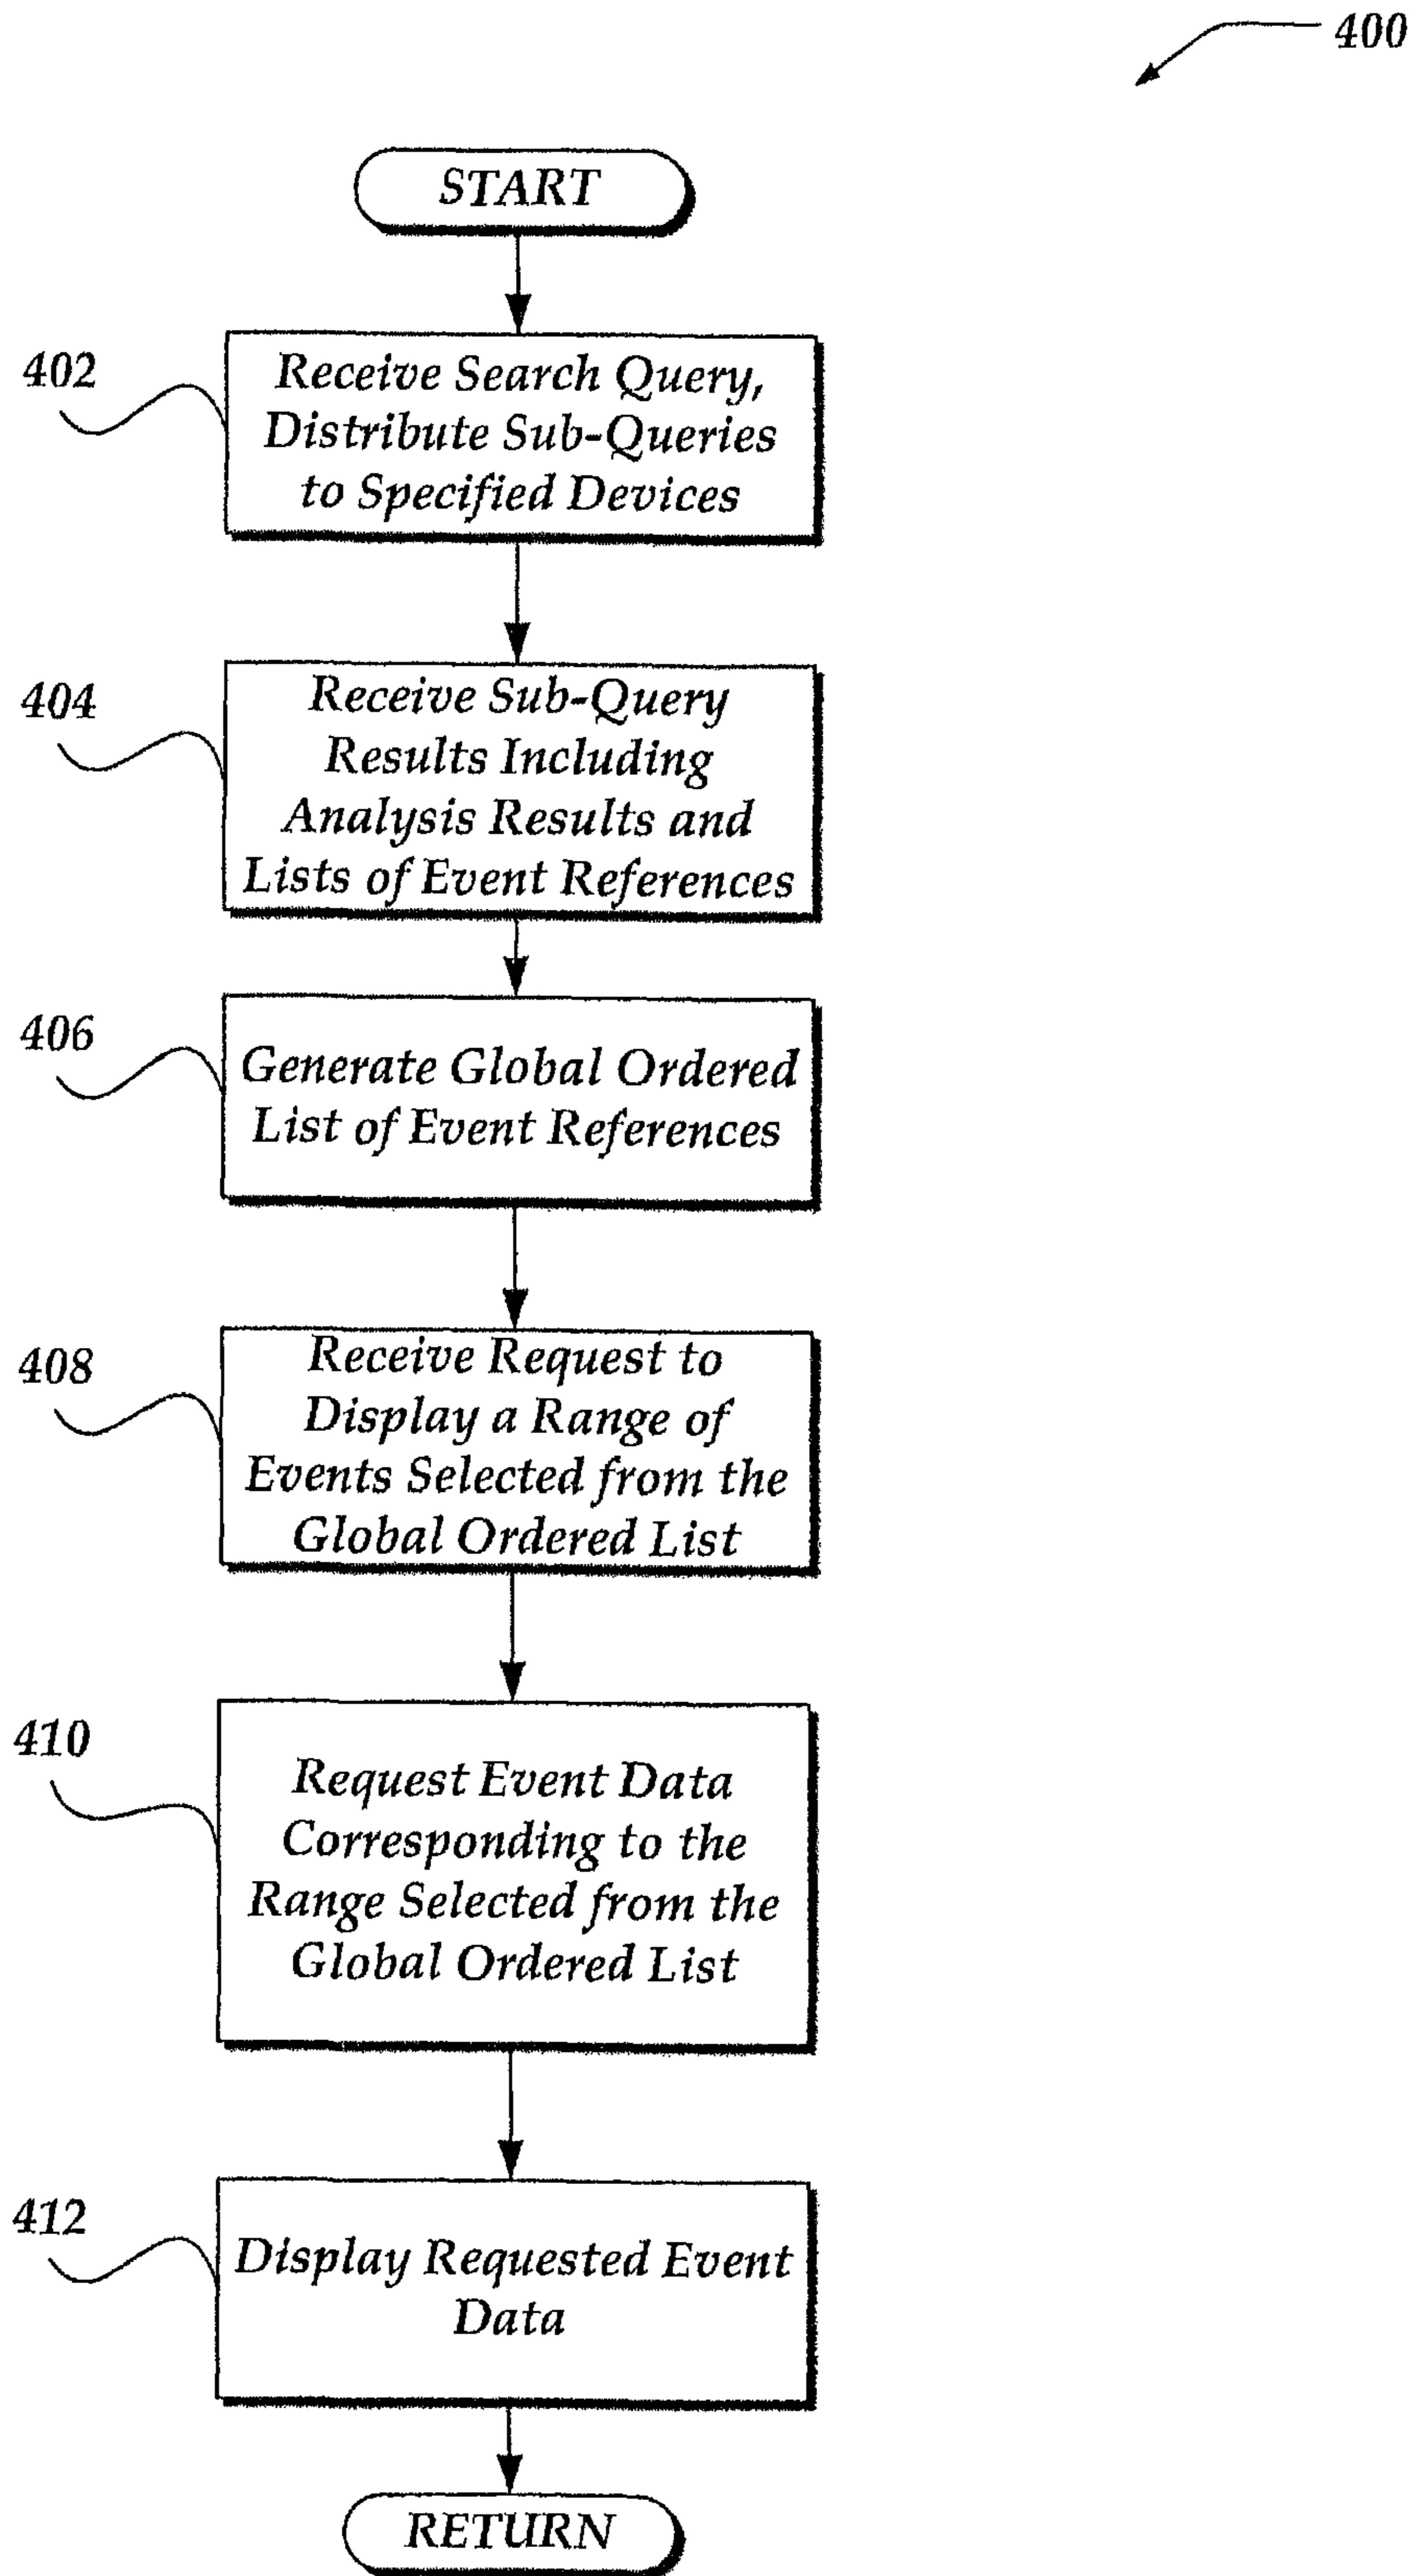 400
START
402
Receive Search Query,
Distribute Sub-Queries
to Specified Devices
404
Receive Sub-Query
Results Including
Analysis Results and
Lists of Event References
406
Generate Global Ordered
List of Event References
408
Receive Request to
Display a Range of
Events Selected from the
Global Ordered List
410
Request Event Data
Corresponding to the
Range Selected from the
Global Ordered List
412
Display Requested Event
Data
RETURN